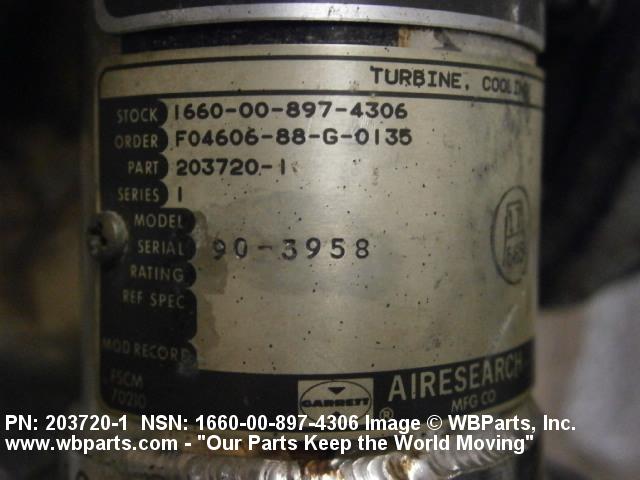 TURBINE, COOLING
STOCK 1660-00-897-4306
ORDER F04606-88-G-0135
PART 203720-1
SERIES 1
MODEL
SERIAL 90-3958
RATING
REF SPEC
MOD RECORD
FSCM
70210
GARRETT
® AIRESEARCH
MFG CO
PN: 203720-1 NSN: 1660-00-897-4306 Image © WBParts, Inc.
www.wbparts.com - "Our Parts Keep the World Moving"